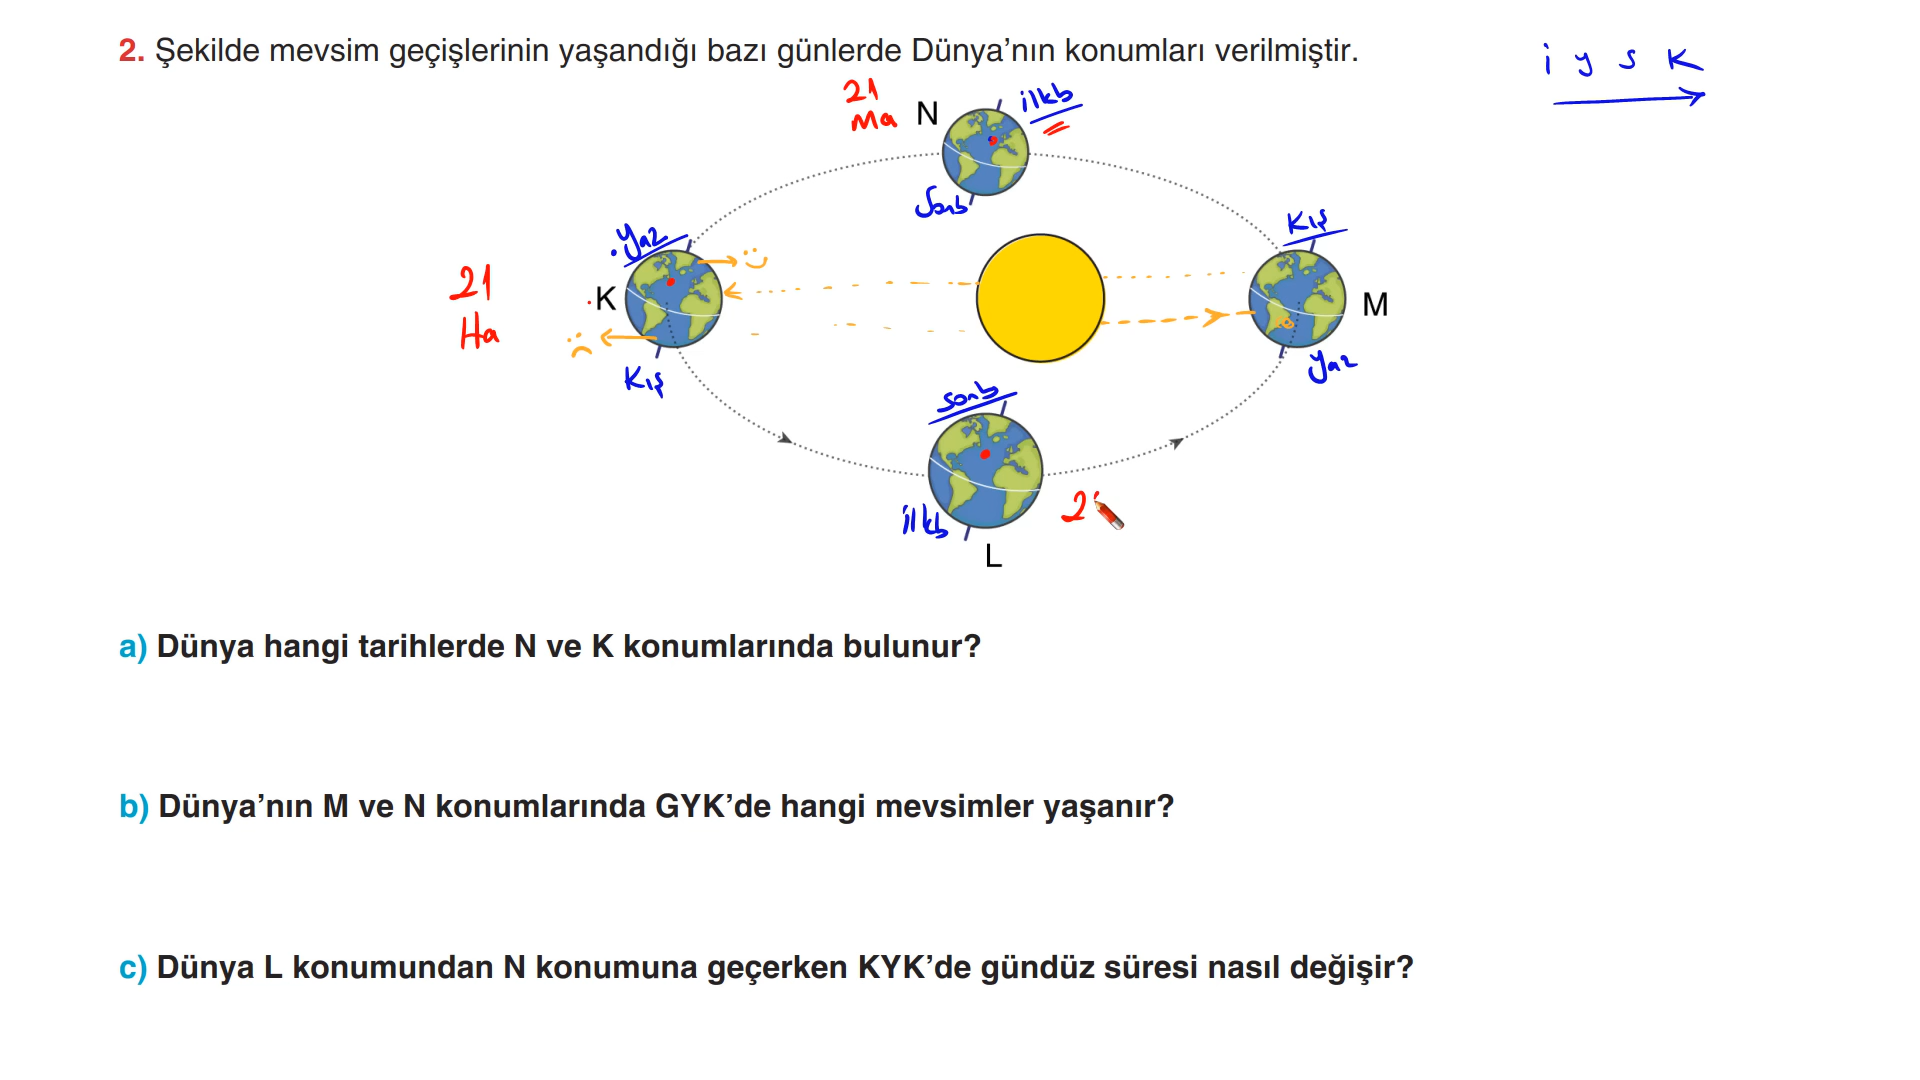 2. Şekilde mevsim geçişlerinin yaşandığı bazı günlerde Dünya’nın konumları verilmiştir.
i y s K
21
Ma
N
ilkb
Sonb
Yaz
Kış
21
Ha
K
M
Kış
Yaz
sonb
ilkb
2
L
a) Dünya hangi tarihlerde N ve K konumlarında bulunur?
b) Dünya’nın M ve N konumlarında GYK’de hangi mevsimler yaşanır?
c) Dünya L konumundan N konumuna geçerken KYK’de gündüz süresi nasıl değişir?